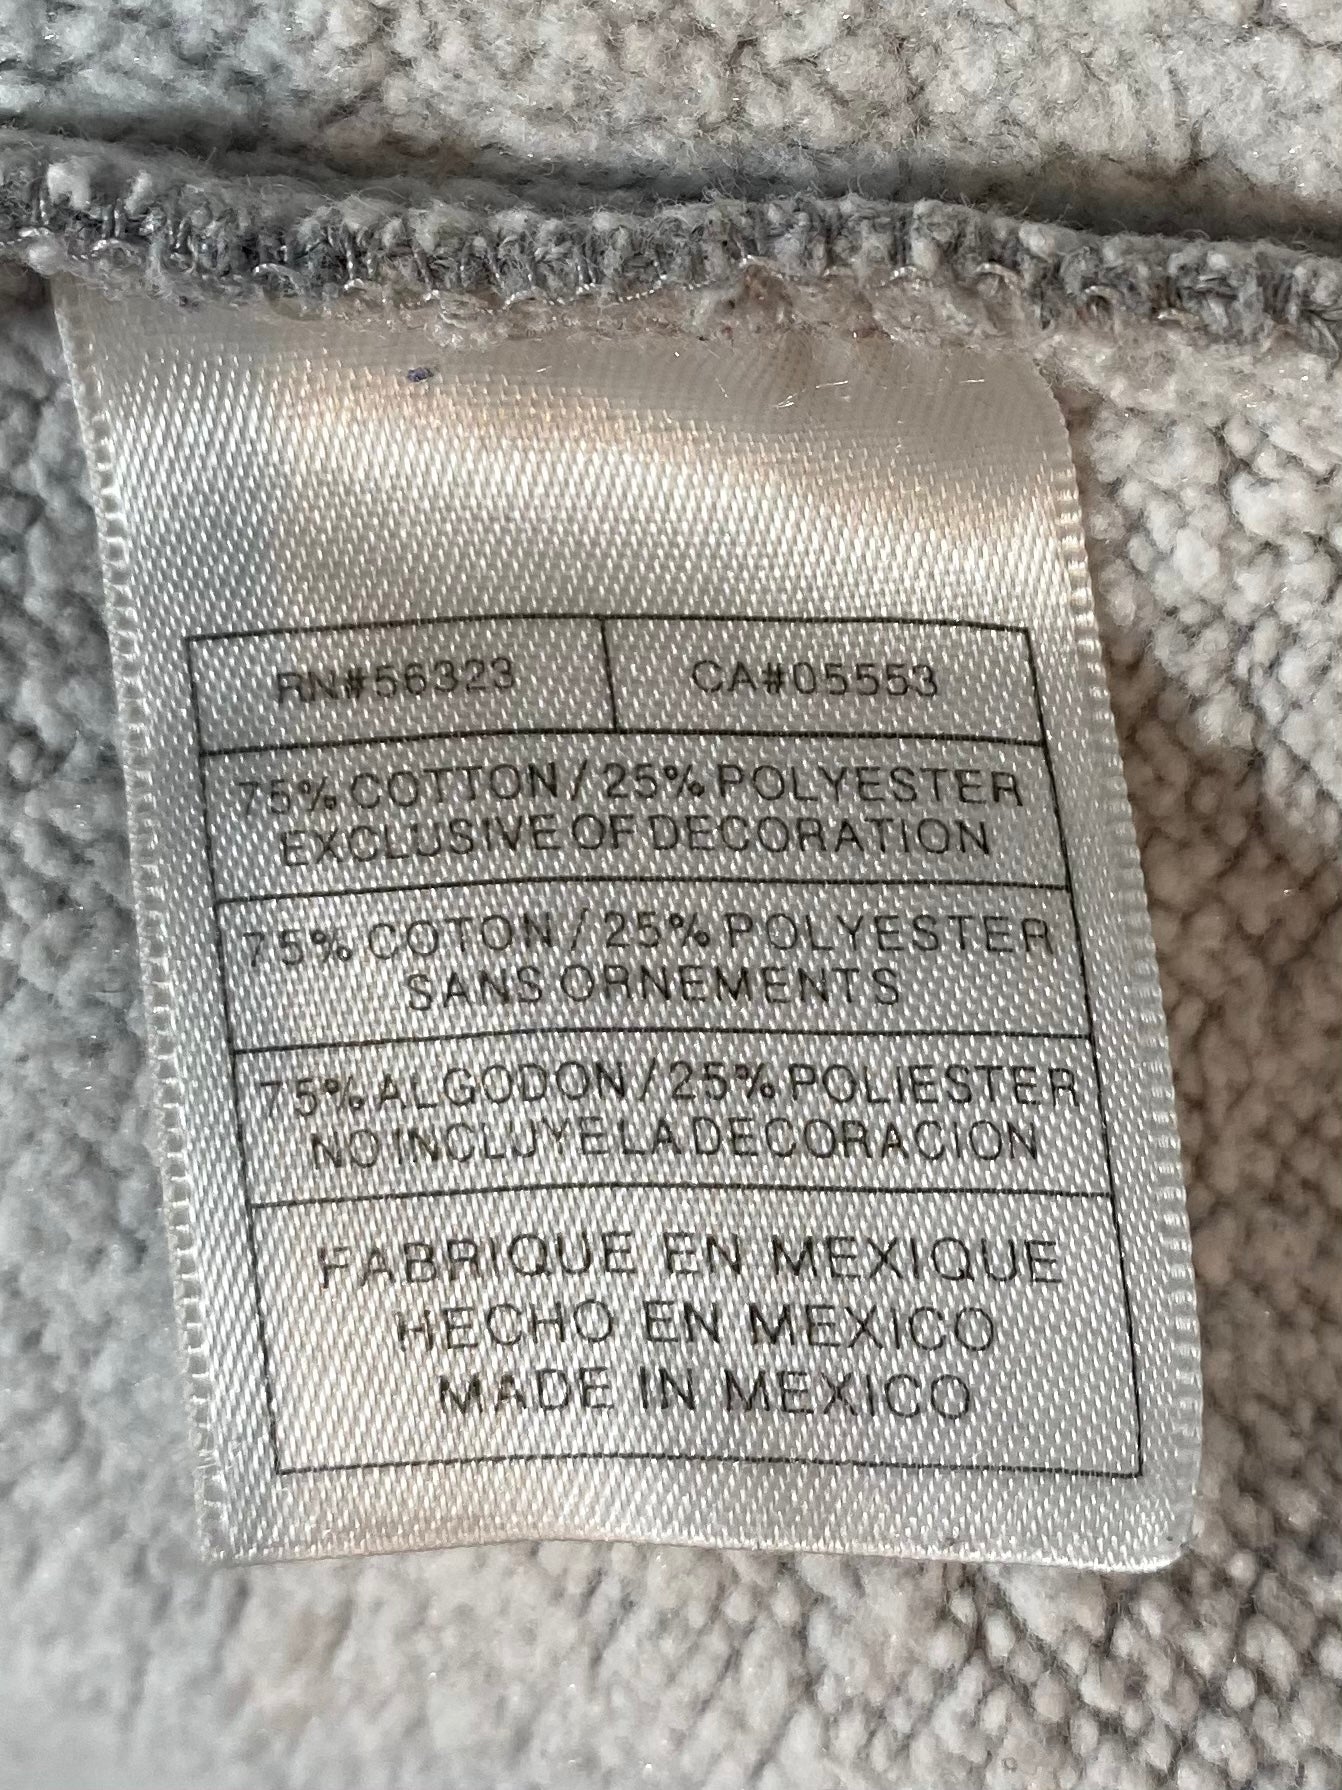 RN#56323 CA#05553
75% COTTON / 25% POLYESTER
EXCLUSIVE OF DECORATION
75% COTON / 25% POLYESTER
SANS ORNEMENTS
75% ALGODON / 25% POLIESTER
NO INCLUYE LA DECORACION
FABRIQUE EN MEXIQUE
HECHO EN MEXICO
MADE IN MEXICO